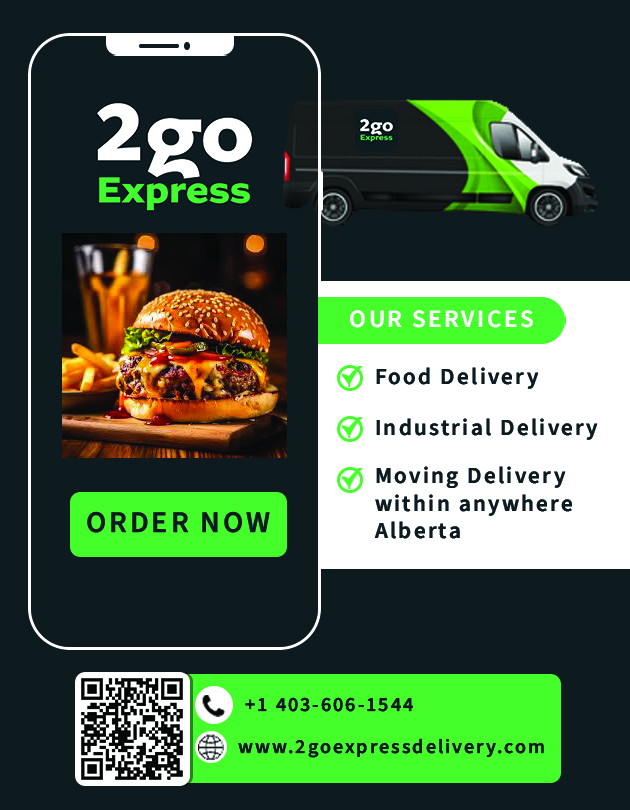 2go
Express
2go
Express
ORDER NOW
OUR SERVICES
Food Delivery
Industrial Delivery
Moving Delivery
within anywhere
Alberta
+1 403-606-1544
www.2goexpressdelivery.com